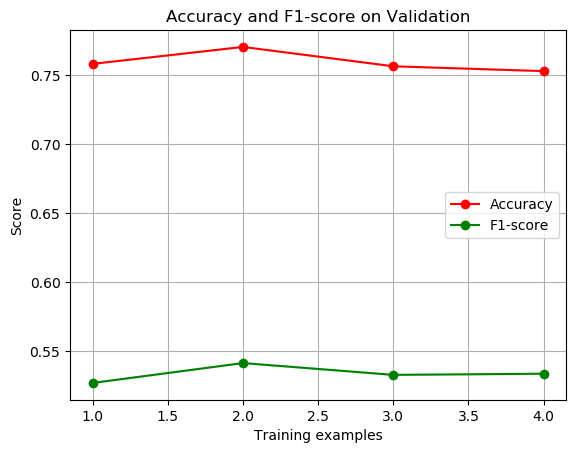 Accuracy and F1-score on Validation
0.75
0.70
0.65
0.60
0.55
Score
Accuracy
F1-score
1.0 1.5 2.0 2.5 3.0 3.5 4.0
Training examples